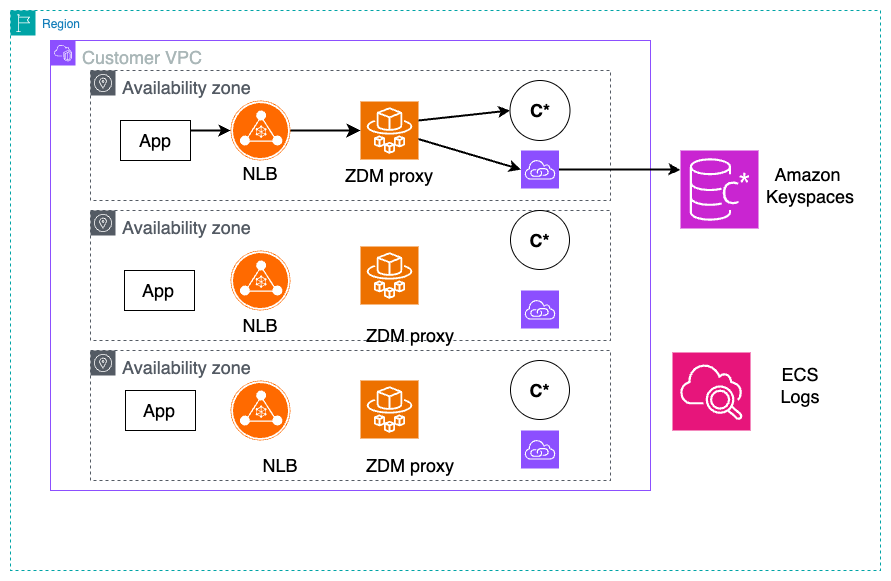 Region
Customer VPC
Availability zone
App
NLB
ZDM proxy
C*
C*
Amazon
Keyspaces
Availability zone
App
NLB
ZDM proxy
C*
Availability zone
App
NLB
ZDM proxy
C*
ECS
Logs